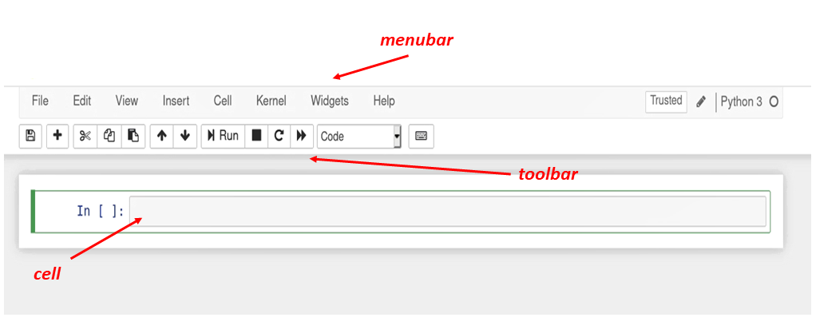 menubar
File Edit View Insert Cell Kernel Widgets Help Trusted Python 3
Run Code
toolbar
In [ ]:
cell